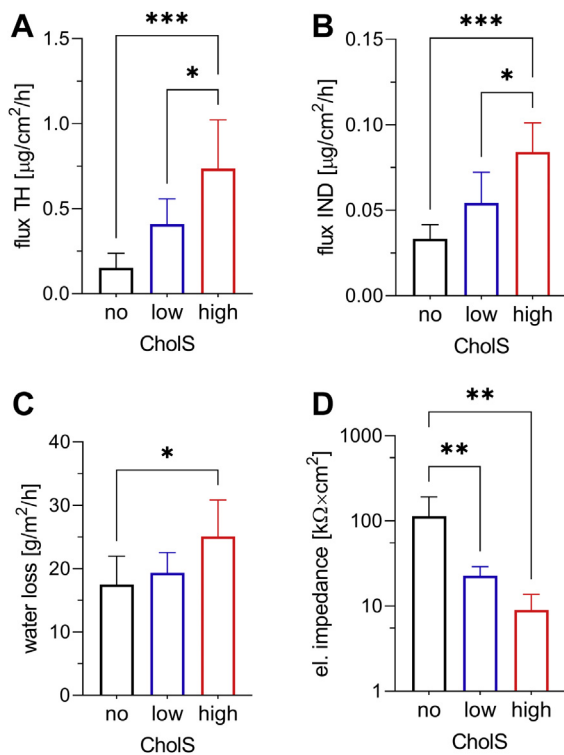 A
***
*
flux TH [µg/cm²/h]
1.5
1.0
0.5
0.0
no low high
CholS
B
***
*
flux IND [µg/cm²/h]
0.15
0.10
0.05
0.00
no low high
CholS
C
*
water loss [g/m²/h]
40
30
20
10
0
no low high
CholS
D
**
**
el. impedance [kΩ×cm²]
1000
100
10
1
no low high
CholS